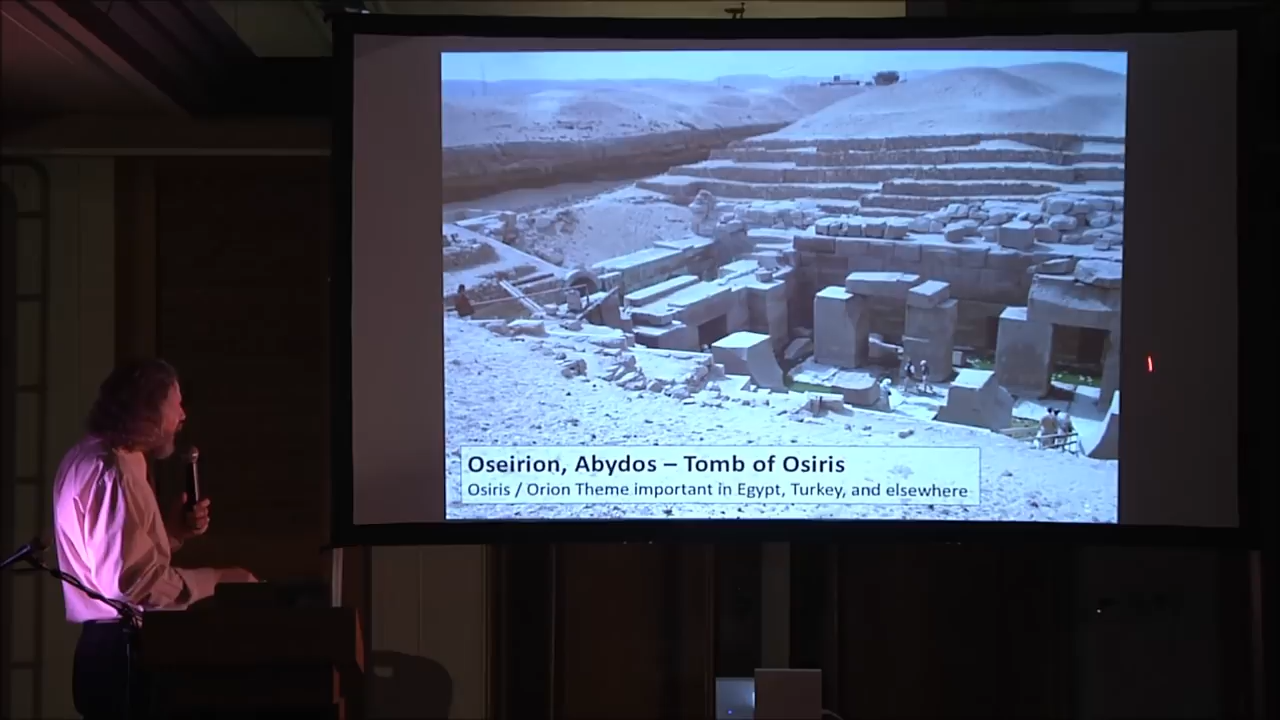 Oseirion, Abydos – Tomb of Osiris
Osiris / Orion Theme important in Egypt, Turkey, and elsewhere